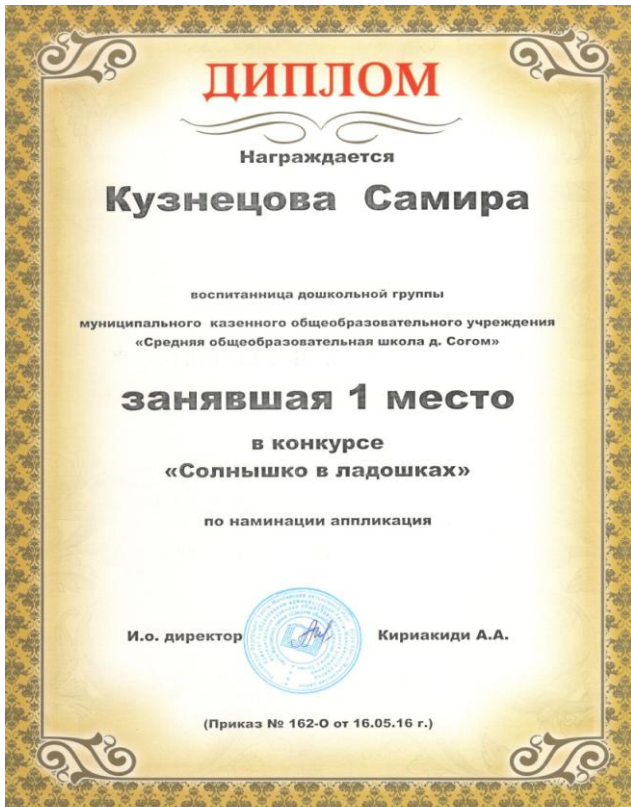 ДИПЛОМ
Награждается
Кузнецова Самира
воспитанница дошкольной группы
муниципального казенного общеобразовательного учреждения
«Средняя общеобразовательная школа д. Согом»
занявшая 1 место
в конкурсе
«Солнышко в ладошках»
по наминации аппликация
И.о. директор Кириакиди А.А.
(Приказ № 162-О от 16.05.16 г.)